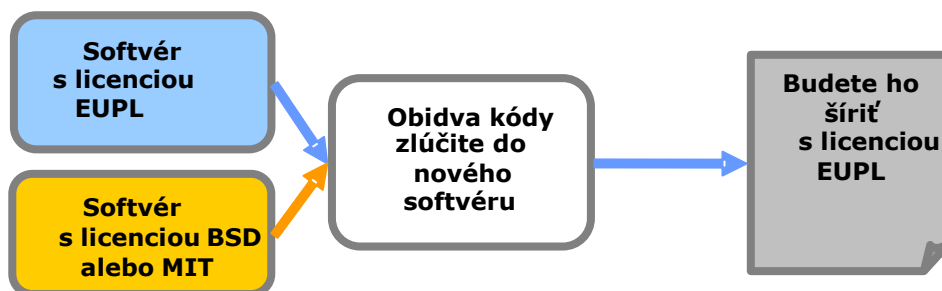 Softvér
s licenciou
EUPL
Softvér
s licenciou BSD
alebo MIT
Obidva kódy
zlúčite do
nového
softvéru
Budete ho
šíriť
s licenciou
EUPL